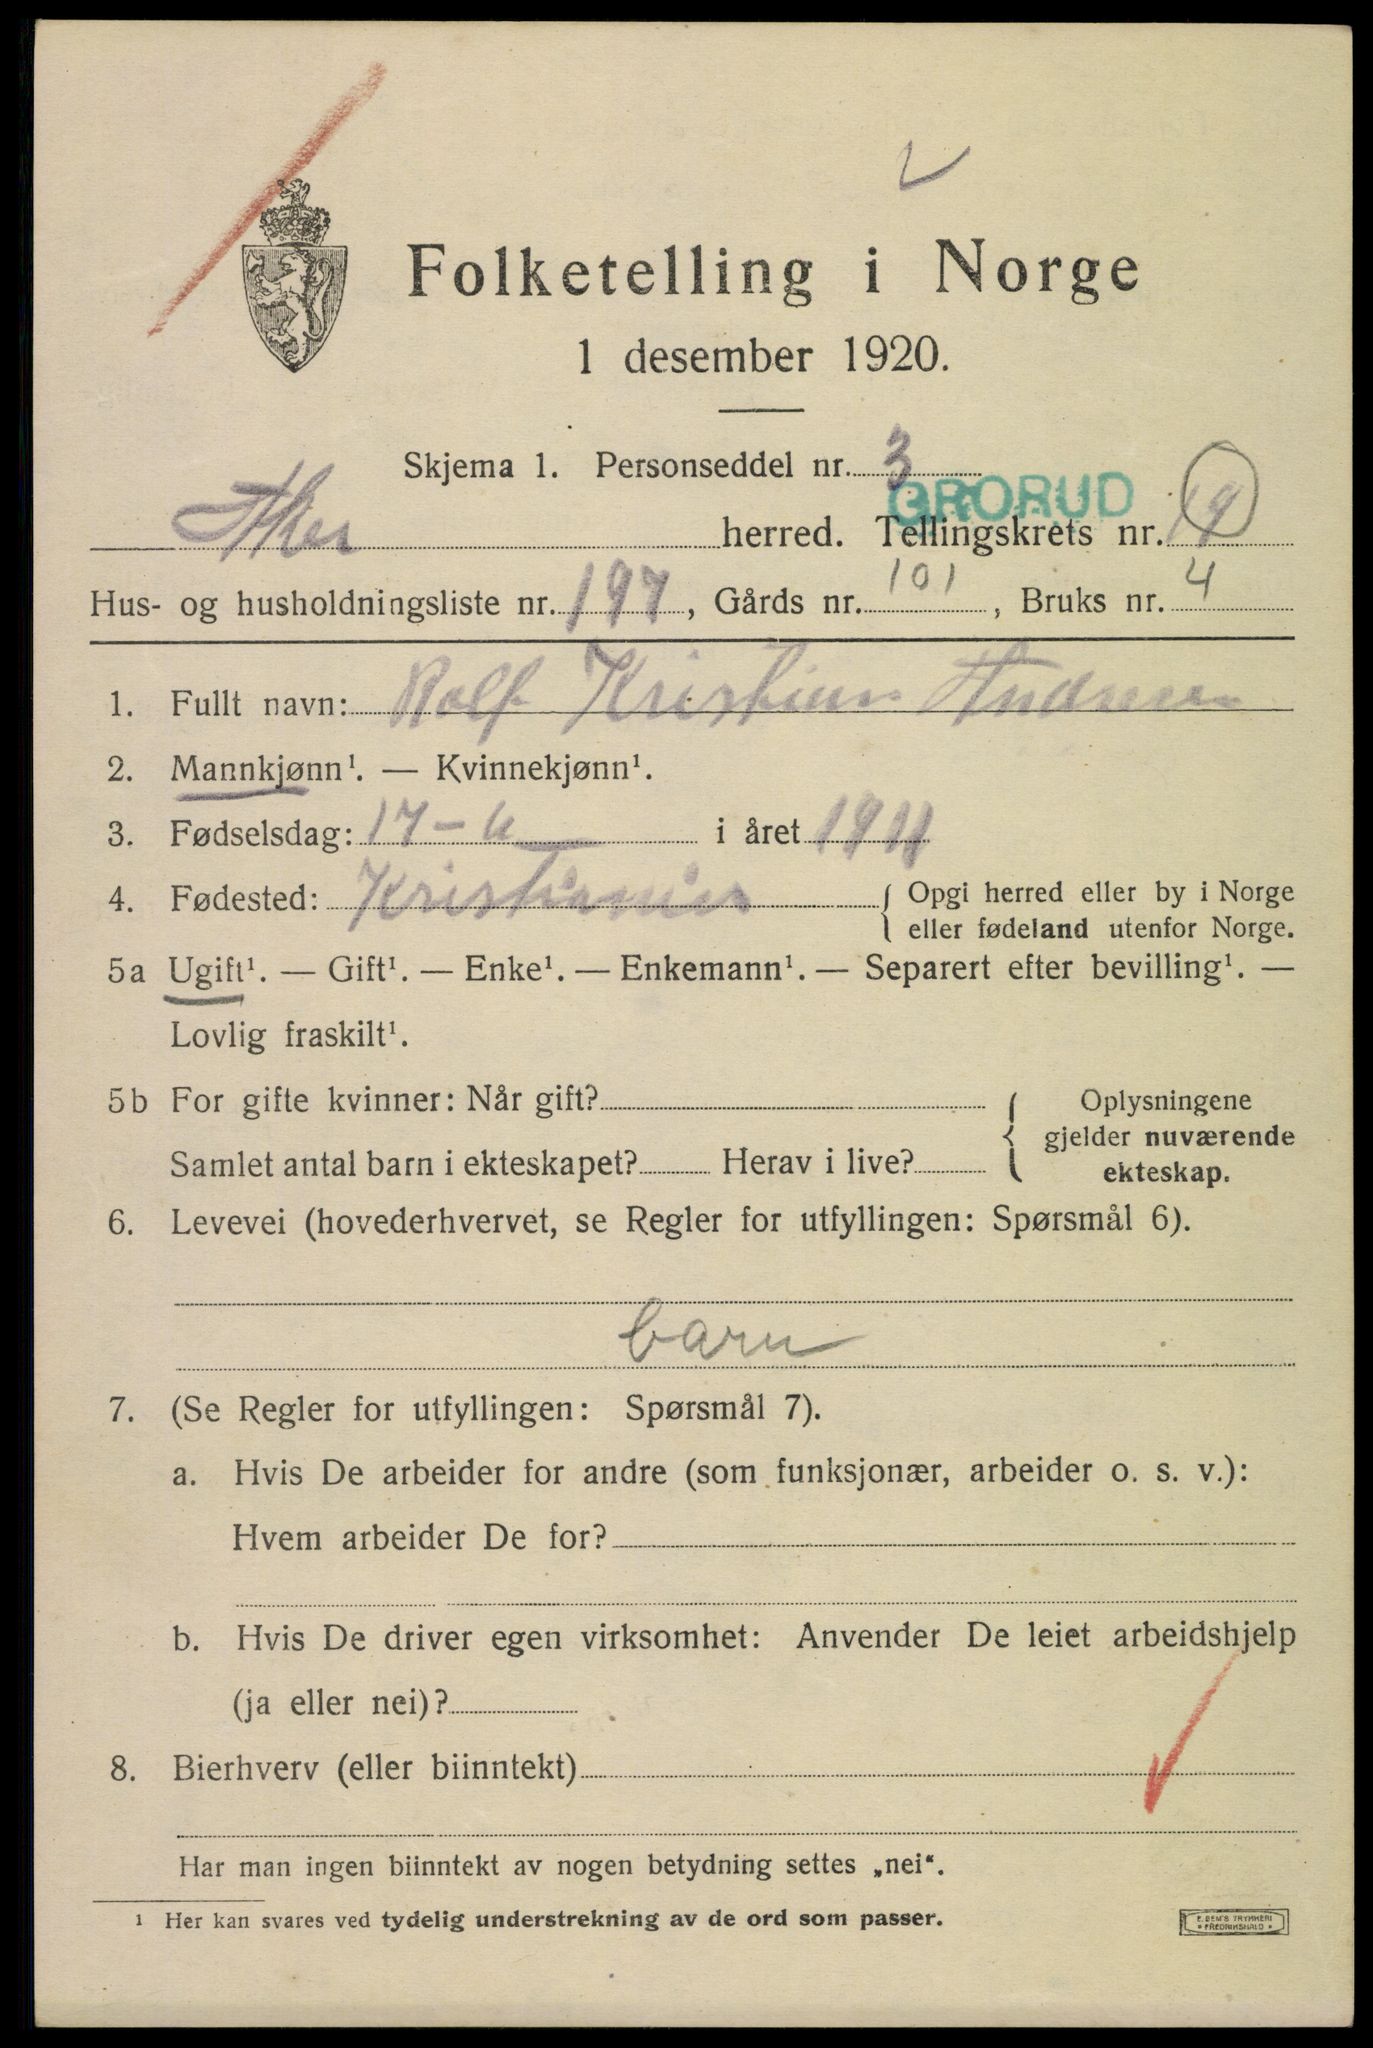 Folketelling i Norge
1 desember 1920.
Skjema 1. Personseddel nr. 3
GRORUD
Aker herred. Tellingskrets nr. 19
Hus- og husholdningsliste nr. 197, Gårds nr. 101, Bruks nr. 4
1. Fullt navn: Rolf Kristian Andresen
2. Mannkjønn¹. — Kvinnekjønn¹.
3. Fødselsdag: 17 - 6 i året 1911
4. Fødested: Kristiania { Opgi herred eller by i Norge
eller fødeland utenfor Norge.
5a Ugift¹. — Gift¹. — Enke¹. — Enkemann¹. — Separert efter bevilling¹. —
Lovlig fraskilt¹.
5b For gifte kvinner: Når gift? { Oplysningene
gjelder nuværende
Samlet antal barn i ekteskapet? Herav i live? ekteskap.
6. Levevei (hovederhvervet, se Regler for utfyllingen: Spørsmål 6).
barn
7. (Se Regler for utfyllingen: Spørsmål 7).
a. Hvis De arbeider for andre (som funksjonær, arbeider o. s. v.):
Hvem arbeider De for?
b. Hvis De driver egen virksomhet: Anvender De leiet arbeidshjelp
(ja eller nei)?
8. Bierhverv (eller biinntekt)
Har man ingen biinntekt av nogen betydning settes „nei“.
¹ Her kan svares ved tydelig understrekning av de ord som passer.
E. SEM'S TRYKKERI
FREDRIKSHALD